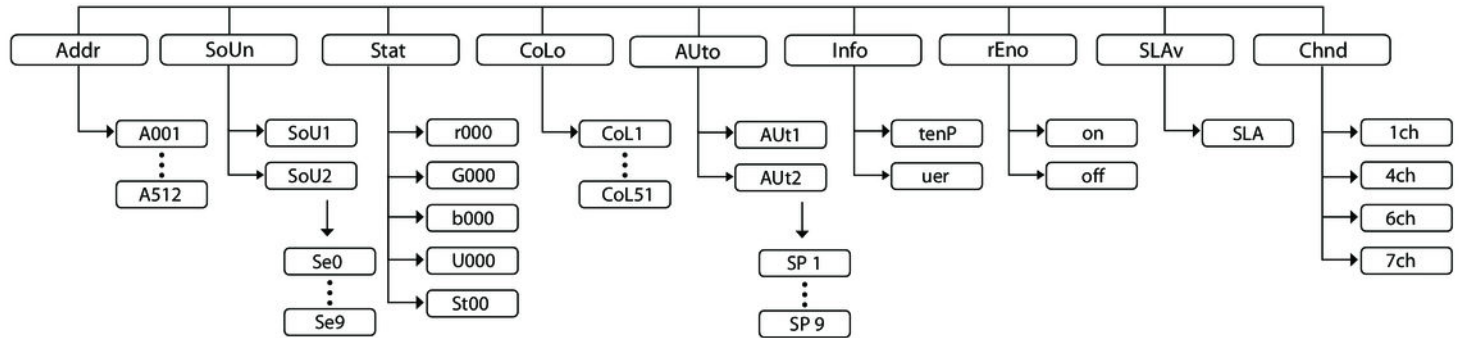 Addr
SoUn
Stat
CoLo
AUto
Info
rEno
SLAv
Chnd
A001
A512
SoU1
SoU2
Se0
Se9
r000
G000
b000
U000
St00
CoL1
CoL51
AUt1
AUt2
SP 1
SP 9
tenP
uer
on
off
SLA
1ch
4ch
6ch
7ch